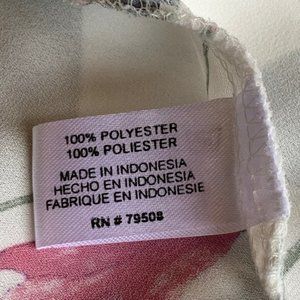 100% POLYESTER
100% POLIESTER
MADE IN INDONESIA
HECHO EN INDONESIA
FABRIQUE EN INDONESIE
RN # 79508